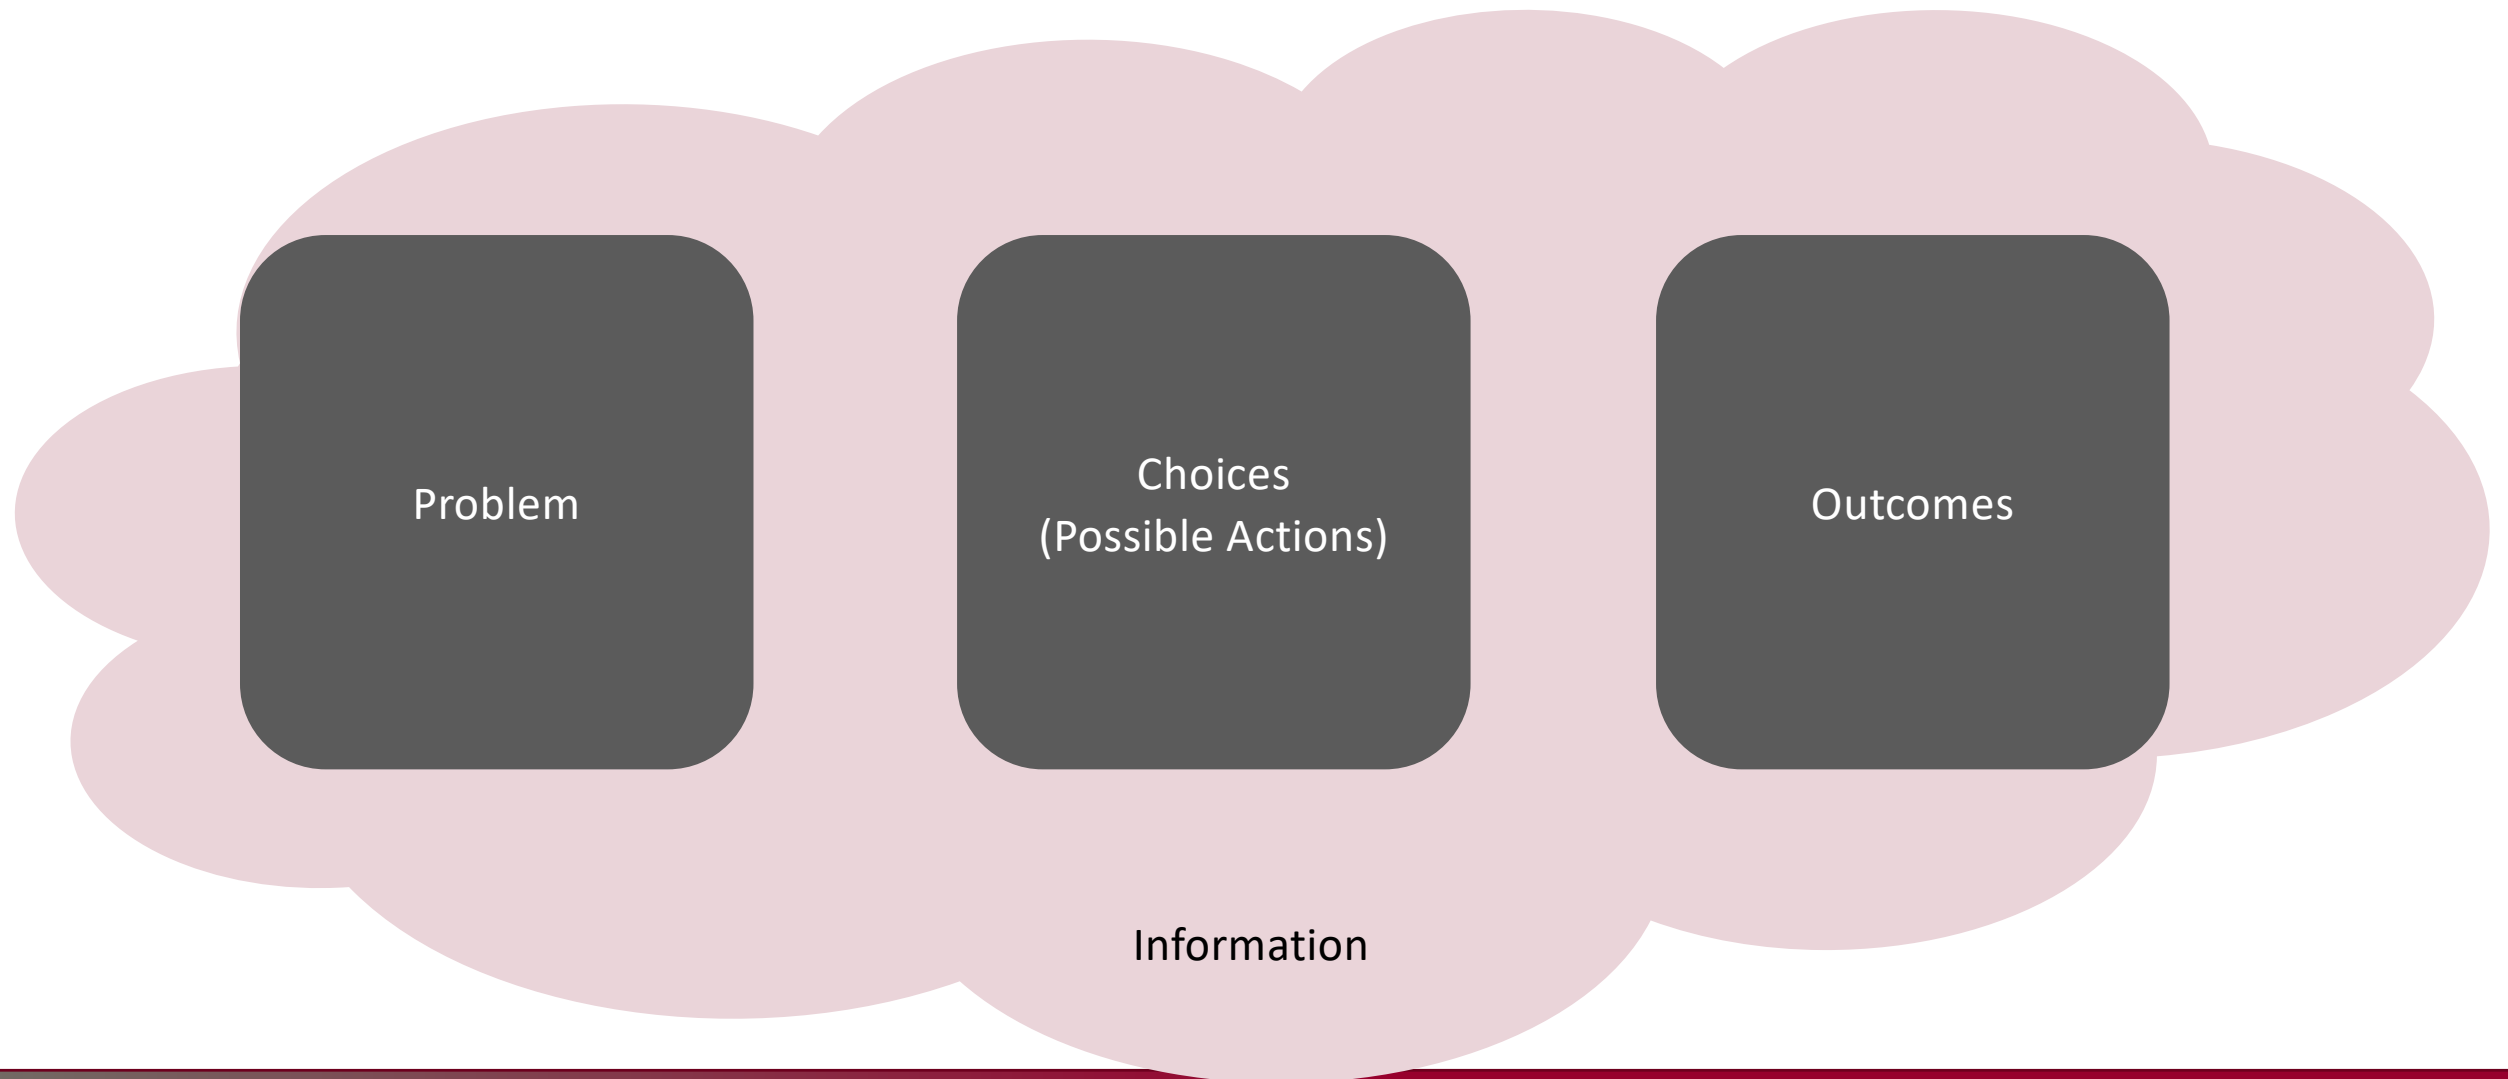 Problem
Choices
(Possible Actions)
Outcomes
Information